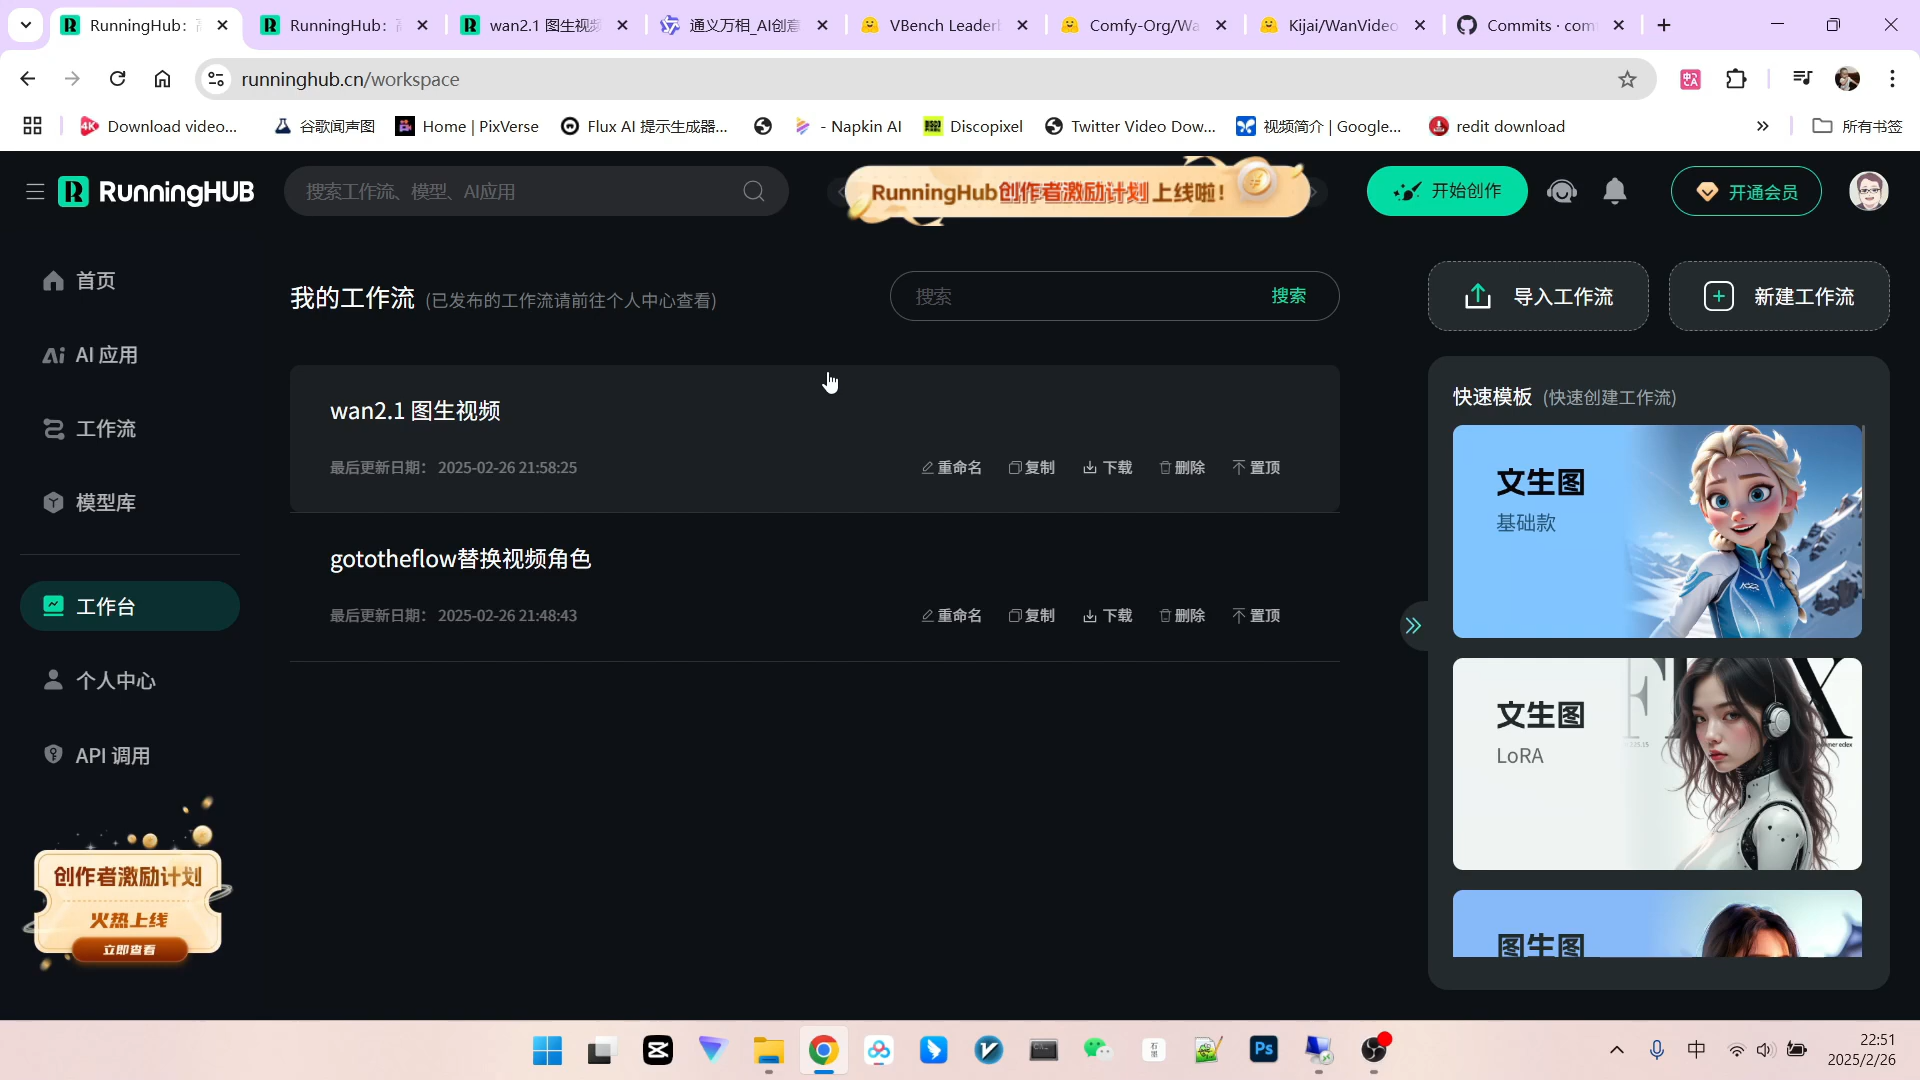 RunningHub:
RunningHub:
wan2.1 图生视频
通义万相_AI创意
VBench Leader
Comfy-Org/Wa
Kijai/WanVideo
Commits · com
runninghub.cn/workspace
Download video...
谷歌闻声图
Home | PixVerse
Flux AI 提示生成器...
- Napkin AI
Discopixel
Twitter Video Dow...
视频简介 | Google...
redit download
所有书签
RunningHUB
搜索工作流、模型、AI应用
RunningHub创作者激励计划 上线啦!
开始创作
开通会员
首页
AI 应用
工作流
模型库
工作台
个人中心
API 调用
创作者激励计划
火热上线
立即查看
我的工作流 (已发布的工作流请前往个人中心查看)
搜索
搜索
导入工作流
新建工作流
wan2.1 图生视频
最后更新日期: 2025-02-26 21:58:25
重命名 复制 下载 删除 置顶
gototheflow替换视频角色
最后更新日期: 2025-02-26 21:48:43
重命名 复制 下载 删除 置顶
快速模板 (快速创建工作流)
文生图
基础款
文生图
LoRA
图生图
Ps
中
22:51
2025/2/26